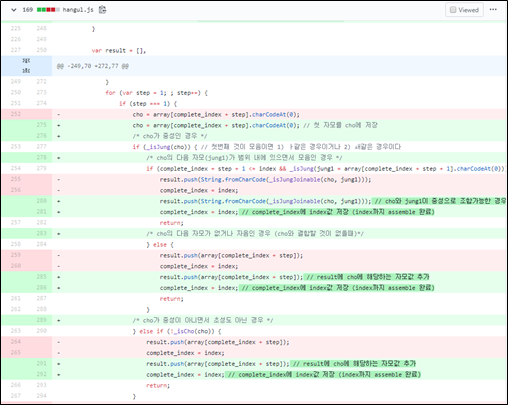 169 hangul.js Viewed
225 248 }
226 249
227 250 var result = [],
@@ -249,70 +272,77 @@
249 272 }
250 273 for (var step = 1; ; step++) {
251 274 if (step === 1) {
252 - cho = array[complete_index + step].charCodeAt(0);
275 + cho = array[complete_index + step].charCodeAt(0); // 첫 자모를 cho에 저장
276 + /* cho가 중성인 경우 */
253 277 if (_isJung(cho)) { // 첫번째 것이 모음이면 1) ㅏ같은 경우이거나 2) ㅙ같은 경우이다
278 + /* cho의 다음 자모(jung1)가 범위 내에 있으면서 모음인 경우 */
254 279 if (complete_index + step + 1 <= index && _isJung(jung1 = array[complete_index + step + 1].charCodeAt(0))
255 - result.push(String.fromCharCode(_isJungJoinable(cho, jung1)));
256 - complete_index = index;
280 + result.push(String.fromCharCode(_isJungJoinable(cho, jung1))); // cho와 jung1이 중성으로 조합가능한 경우
281 + complete_index = index; // complete_index에 index값 저장 (index까지 assemble 완료)
257 282 return;
283 + /* cho의 다음 자모가 없거나 자음인 경우 (cho와 결합할 것이 없을때)*/
258 284 } else {
259 - result.push(array[complete_index + step]);
260 - complete_index = index;
285 + result.push(array[complete_index + step]); // result에 cho에 해당하는 자모값 추가
286 + complete_index = index; // complete_index에 index값 저장 (index까지 assemble 완료)
261 287 return;
262 288 }
289 + /* cho가 중성이 아니면서 초성도 아닌 경우 */
263 290 } else if (!_isCho(cho)) {
264 - result.push(array[complete_index + step]);
265 - complete_index = index;
291 + result.push(array[complete_index + step]); // result에 cho에 해당하는 자모값 추가
292 + complete_index = index; // complete_index에 index값 저장 (index까지 assemble 완료)
266 293 return;
267 294 }